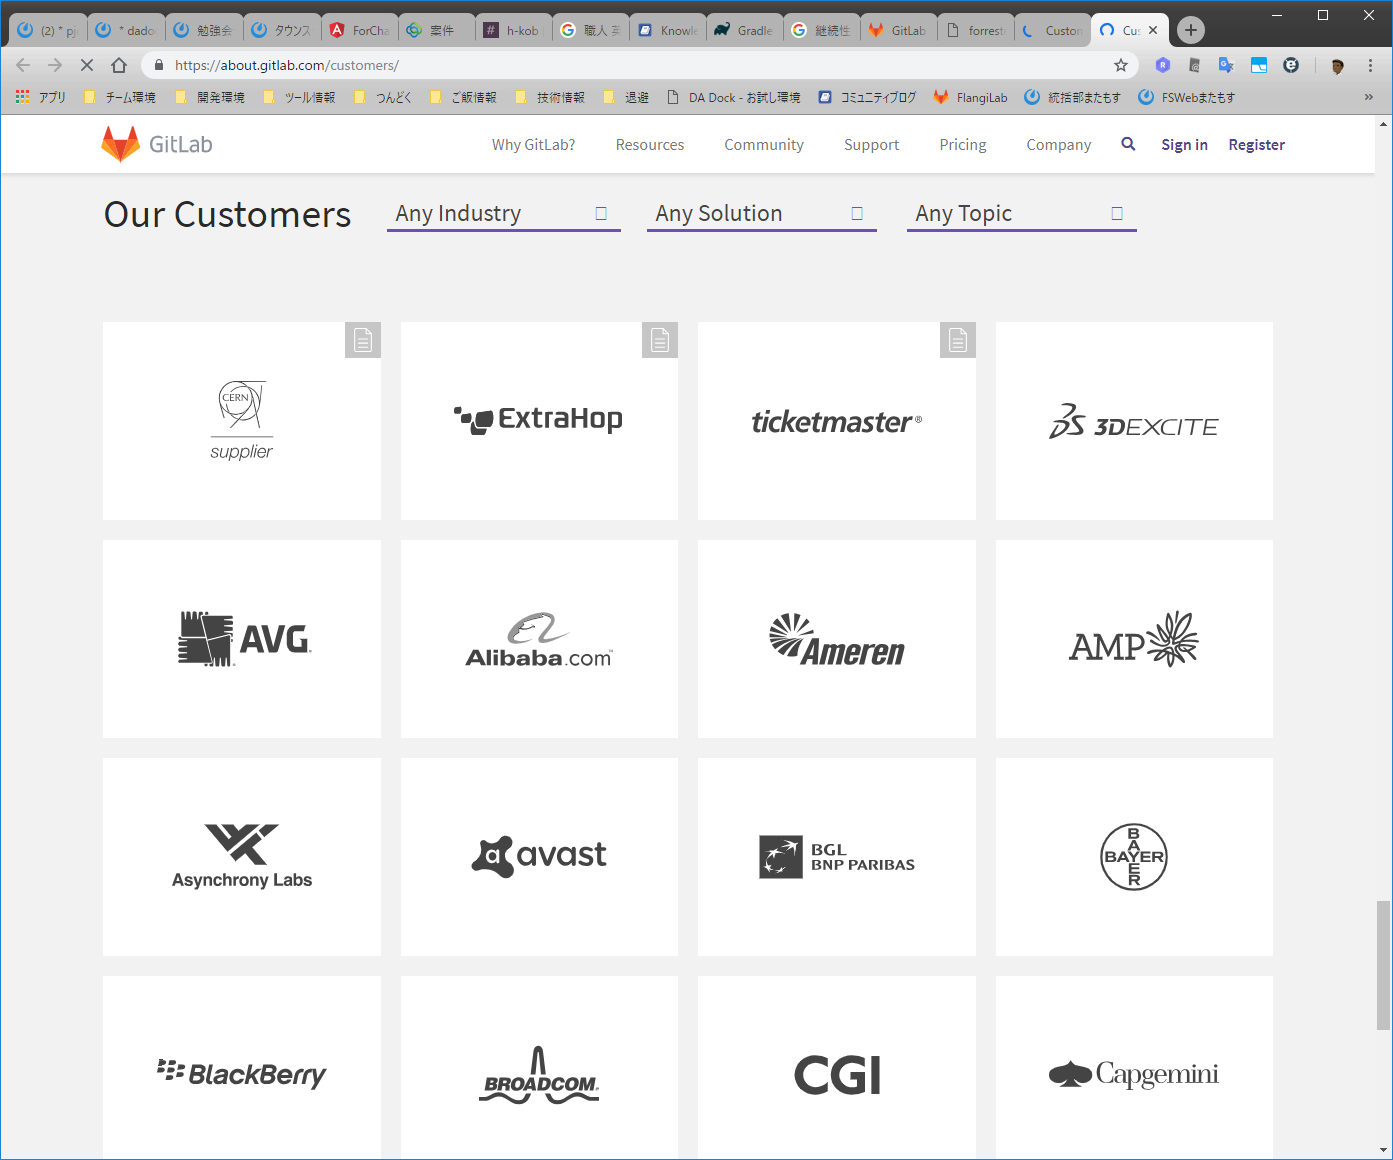 (2) * pj
* dado
勉強会
タウンス
ForCha
案件
h-kob
職人 英
Knowle
Gradle
継続性
GitLab
forrest
Custom
Cus
https://about.gitlab.com/customers/
アプリ
チーム環境
開発環境
ツール情報
つんどく
ご飯情報
技術情報
退避
DA Dock - お試し環境
コミュニティブログ
FlangiLab
統括部またもす
FSWebまたもす
»
GitLab
Why GitLab?
Resources
Community
Support
Pricing
Company
Sign in
Register
Our Customers
Any Industry
Any Solution
Any Topic
CERN
supplier
ExtraHop
ticketmaster®
3DEXCITE
AVG
Alibaba.com™
Ameren
AMP
Asynchrony Labs
avast
BGL
BNP PARIBAS
BAYER
BAYER
BlackBerry
BROADCOM
CGI
Capgemini